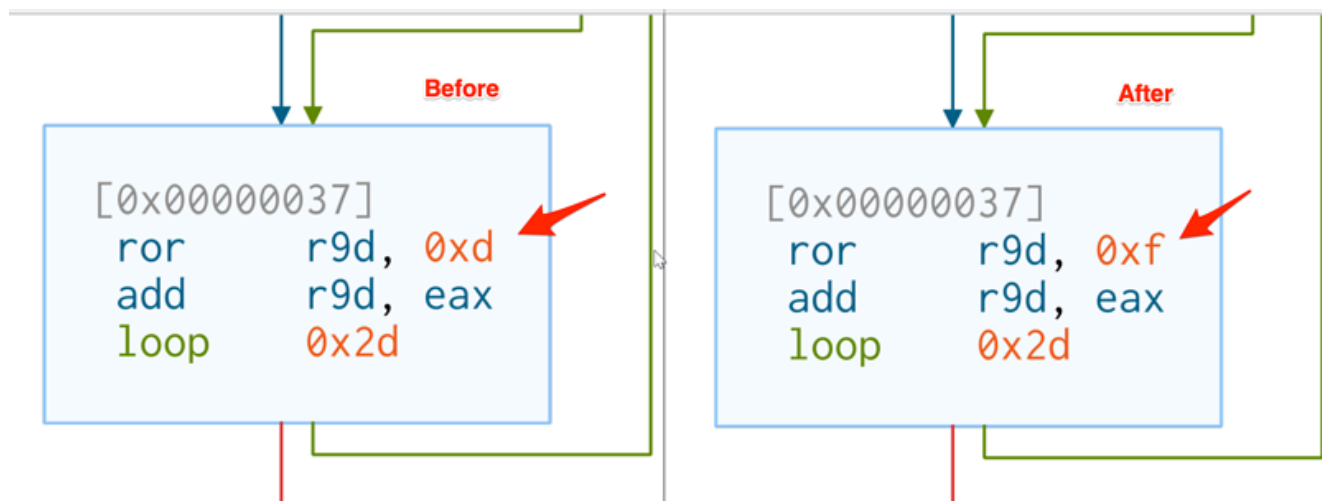 Before
[0x00000037]
ror r9d, 0xd
add r9d, eax
loop 0x2d
After
[0x00000037]
ror r9d, 0xf
add r9d, eax
loop 0x2d